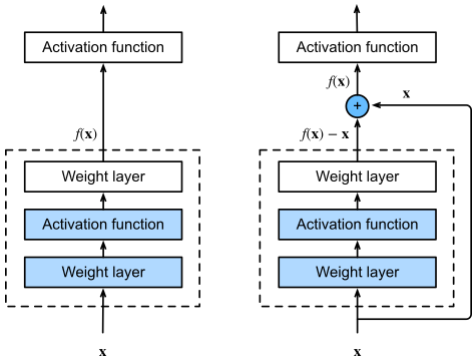 Activation function
f(x)
Weight layer
Activation function
Weight layer
x
Activation function
f(x)
+
x
f(x) − x
Weight layer
Activation function
Weight layer
x